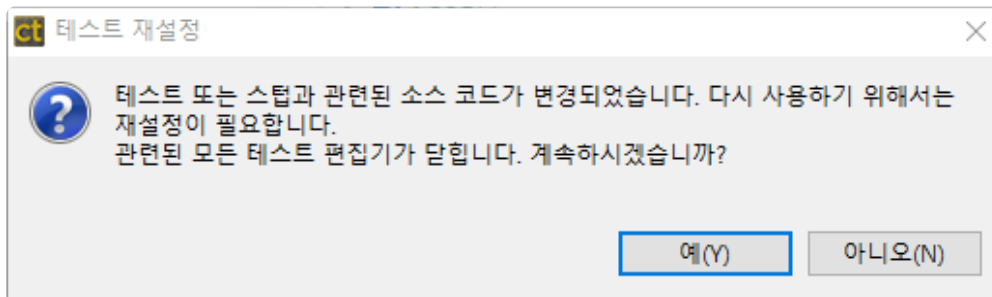 ct 테스트 재설정
테스트 또는 스텁과 관련된 소스 코드가 변경되었습니다. 다시 사용하기 위해서는
재설정이 필요합니다.
관련된 모든 테스트 편집기가 닫힙니다. 계속하시겠습니까?
예(Y) 아니오(N)